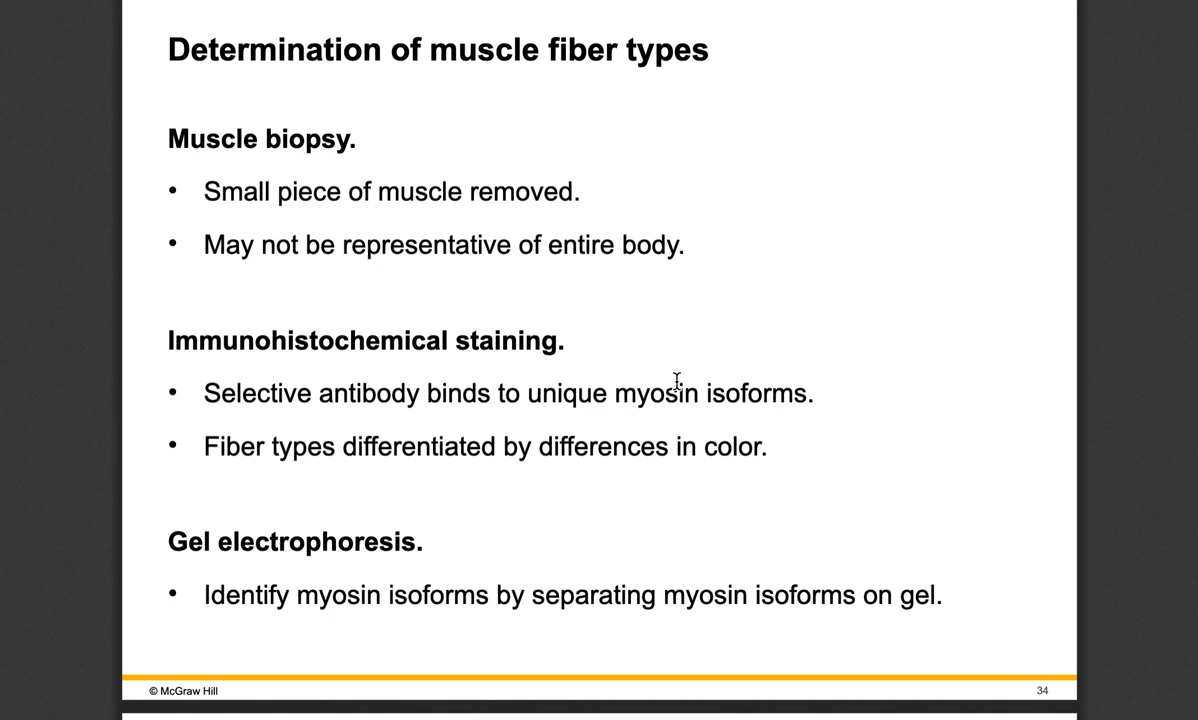 Determination of muscle fiber types
Muscle biopsy.
• Small piece of muscle removed.
• May not be representative of entire body.
Immunohistochemical staining.
• Selective antibody binds to unique myosin isoforms.
• Fiber types differentiated by differences in color.
Gel electrophoresis.
• Identify myosin isoforms by separating myosin isoforms on gel.
© McGraw Hill
34